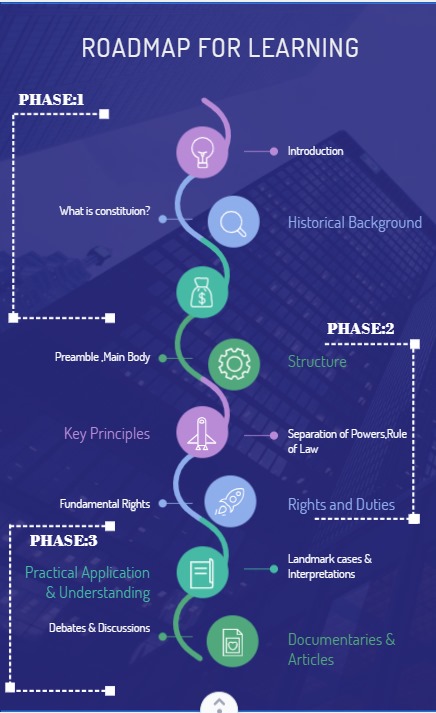 ROADMAP FOR LEARNING
PHASE:1
Introduction
What is constituion?
Historical Background
$
PHASE:2
Preamble ,Main Body
Structure
Key Principles
Separation of Powers,Rule
of Law
Fundamental Rights
Rights and Duties
PHASE:3
Practical Application
& Understanding
Landmark cases &
Interpretations
Debates & Discussions
Documentaries &
Articles